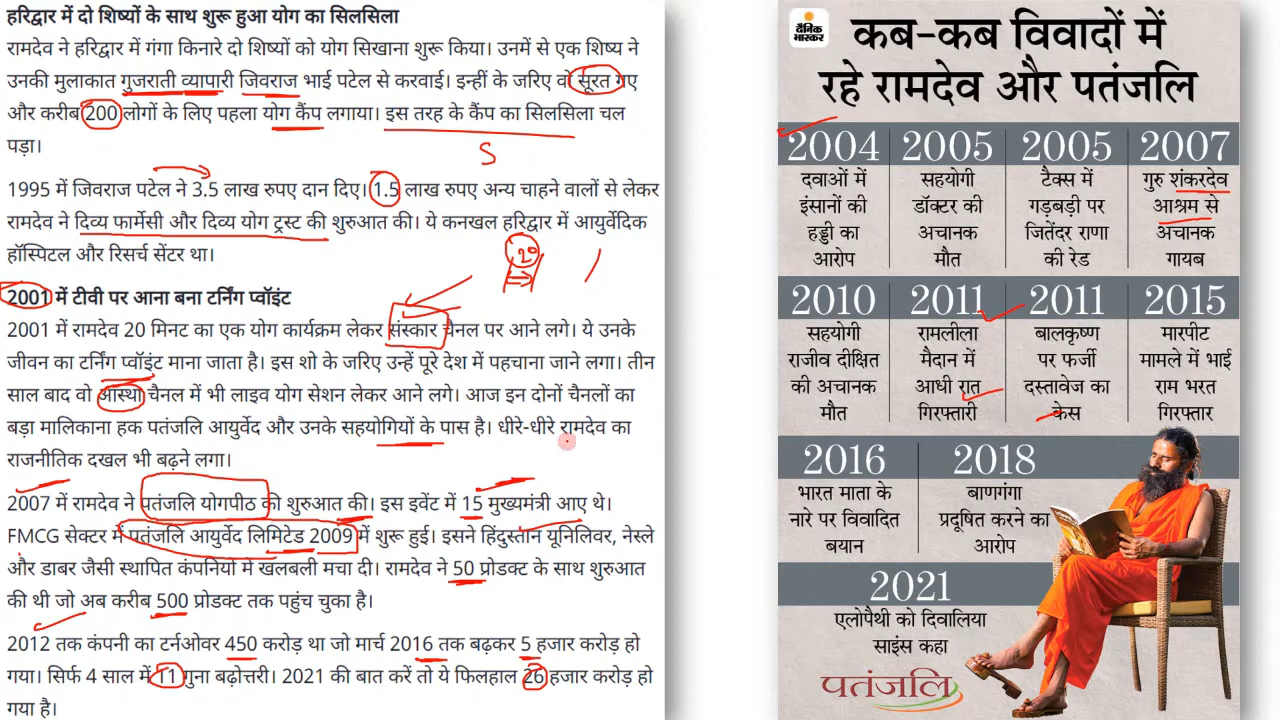 हरिद्वार में दो शिष्यों के साथ शुरू हुआ योग का सिलसिला
रामदेव ने हरिद्वार में गंगा किनारे दो शिष्यों को योग सिखाना शुरू किया। उनमें से एक शिष्य ने
उनकी मुलाकात गुजराती व्यापारी जिवराज भाई पटेल से करवाई। इन्हीं के जरिए वो सूरत गए
और करीब 200 लोगों के लिए पहला योग कैंप लगाया। इस तरह के कैंप का सिलसिला चल
पड़ा।
S
1995 में जिवराज पटेल ने 3.5 लाख रुपए दान दिए। 1.5 लाख रुपए अन्य चाहने वालों से लेकर
रामदेव ने दिव्य फार्मेसी और दिव्य योग ट्रस्ट की शुरुआत की। ये कनखल हरिद्वार में आयुर्वेदिक
हॉस्पिटल और रिसर्च सेंटर था।
20
2001 में टीवी पर आना बना टर्निंग प्वॉइंट
2001 में रामदेव 20 मिनट का एक योग कार्यक्रम लेकर संस्कार चैनल पर आने लगे। ये उनके
जीवन का टर्निंग प्वॉइंट माना जाता है। इस शो के जरिए उन्हें पूरे देश में पहचाना जाने लगा। तीन
साल बाद वो आस्था चैनल में भी लाइव योग सेशन लेकर आने लगे। आज इन दोनों चैनलों का
बड़ा मालिकाना हक पतंजलि आयुर्वेद और उनके सहयोगियों के पास है। धीरे-धीरे रामदेव का
राजनीतिक दखल भी बढ़ने लगा।
2007 में रामदेव ने पतंजलि योगपीठ की शुरुआत की। इस इवेंट में 15 मुख्यमंत्री आए थे।
FMCG सेक्टर में पतंजलि आयुर्वेद लिमिटेड 2009 में शुरू हुई। इसने हिंदुस्तान यूनिलिवर, नेस्ले
और डाबर जैसी स्थापित कंपनियों में खलबली मचा दी। रामदेव ने 50 प्रोडक्ट के साथ शुरुआत
की थी जो अब करीब 500 प्रोडक्ट तक पहुंच चुका है।
2012 तक कंपनी का टर्नओवर 450 करोड़ था जो मार्च 2016 तक बढ़कर 5 हजार करोड़ हो
गया। सिर्फ 4 साल में 11 गुना बढ़ोत्तरी। 2021 की बात करें तो ये फिलहाल 26 हजार करोड़ हो
गया है।
दैनिक
भास्कर
कब-कब विवादों में
रहे रामदेव और पतंजलि
2004
दवाओं में
इंसानों की
हड्डी का
आरोप
2005
सहयोगी
डॉक्टर की
अचानक
मौत
2005
टैक्स में
गड़बड़ी पर
जितेंदर राणा
की रेड
2007
गुरु शंकरदेव
आश्रम से
अचानक
गायब
2010
सहयोगी
राजीव दीक्षित
की अचानक
मौत
2011
रामलीला
मैदान में
आधी रात
गिरफ्तारी
2011
बालकृष्ण
पर फर्जी
दस्तावेज का
केस
2015
मारपीट
मामले में भाई
राम भरत
गिरफ्तार
2016
भारत माता के
नारे पर विवादित
बयान
2018
बाणगंगा
प्रदूषित करने का
आरोप
2021
एलोपैथी को दिवालिया
साइंस कहा
पतंजलि